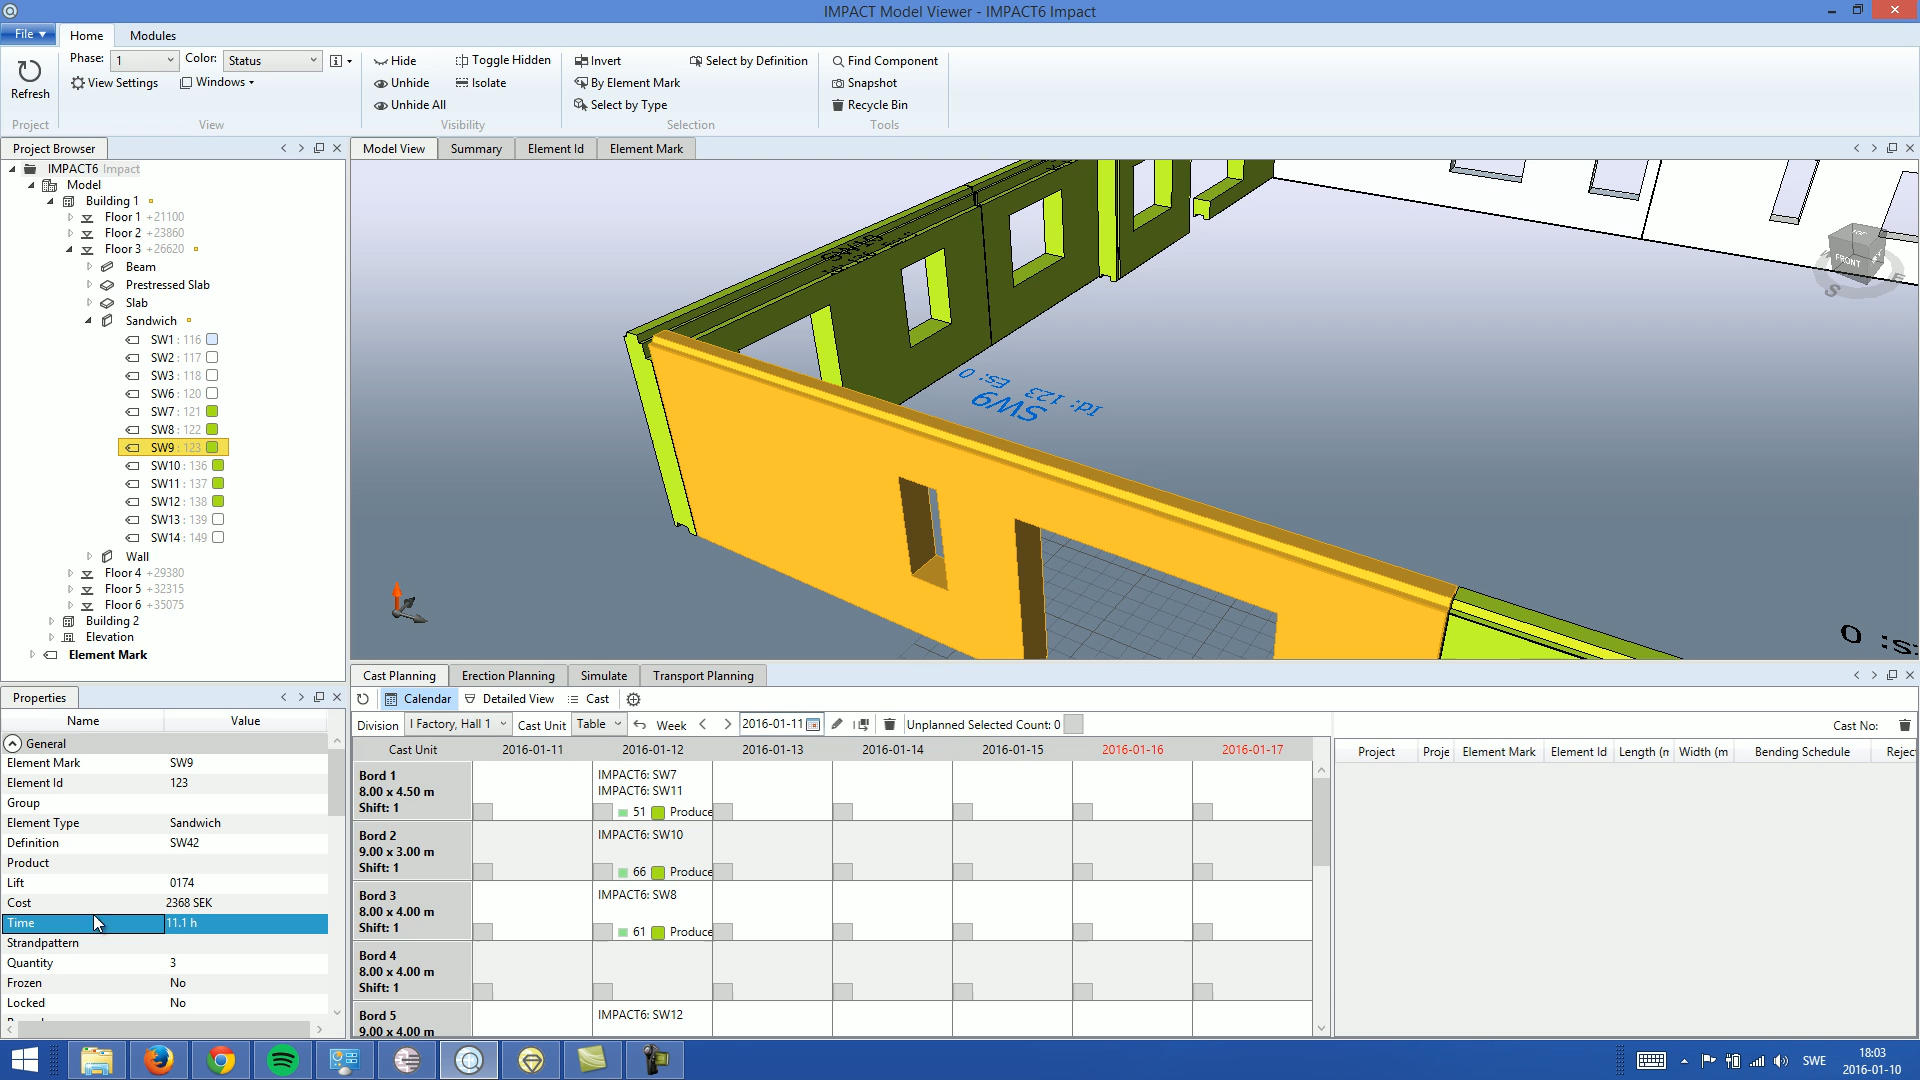 IMPACT Model Viewer - IMPACT6 Impact
File Home Modules
Phase: 1 Color: Status
View Settings Windows
Refresh
Hide Toggle Hidden
Unhide Isolate
Unhide All
Invert Select by Definition
By Element Mark
Select by Type
Find Component
Snapshot
Recycle Bin
Project View Visibility Selection Tools
Project Browser
IMPACT6 Impact
Model
Building 1
Floor 1 +21100
Floor 2 +23860
Floor 3 +26620
Beam
Prestressed Slab
Slab
Sandwich
SW1 : 116
SW2 : 117
SW3 : 118
SW6 : 120
SW7 : 121
SW8 : 122
SW9 : 123
SW10 : 136
SW11 : 137
SW12 : 138
SW13 : 139
SW14 : 149
Wall
Floor 4 +29380
Floor 5 +32315
Floor 6 +35075
Building 2
Elevation
Element Mark
Model View Summary Element Id Element Mark
SW9
Id: 123 Es: 0
FRONT
S
E
s: 0
Properties
Name Value
General
Element Mark SW9
Element Id 123
Group
Element Type Sandwich
Definition SW42
Product
Lift 0174
Cost 2368 SEK
Time 11.1 h
Strandpattern
Quantity 3
Frozen No
Locked No
Cast Planning Erection Planning Simulate Transport Planning
Calendar Detailed View Cast
Division I Factory, Hall 1 Cast Unit Table Week 2016-01-11 Unplanned Selected Count: 0
Cast Unit 2016-01-11 2016-01-12 2016-01-13 2016-01-14 2016-01-15 2016-01-16 2016-01-17
Bord 1
8.00 x 4.50 m
Shift: 1
IMPACT6: SW7
IMPACT6: SW11
51 Produce
Bord 2
9.00 x 3.00 m
Shift: 1
IMPACT6: SW10
66 Produce
Bord 3
8.00 x 4.00 m
Shift: 1
IMPACT6: SW8
61 Produce
Bord 4
8.00 x 4.00 m
Shift: 1
Bord 5
9.00 x 4.00 m
IMPACT6: SW12
Cast No:
Project Proje Element Mark Element Id Length (n Width (m Bending Schedule Reject
SWE
18:03
2016-01-10